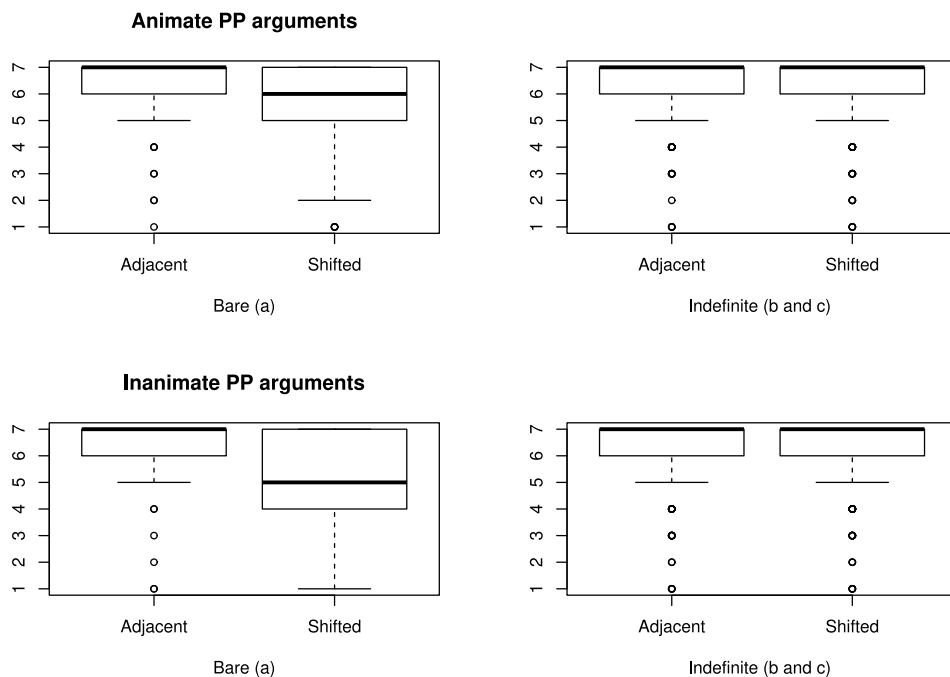 Animate PP arguments
7
6
5
4
3
2
1
Adjacent Shifted
Bare (a)
7
6
5
4
3
2
1
Adjacent Shifted
Indefinite (b and c)
Inanimate PP arguments
7
6
5
4
3
2
1
Adjacent Shifted
Bare (a)
7
6
5
4
3
2
1
Adjacent Shifted
Indefinite (b and c)